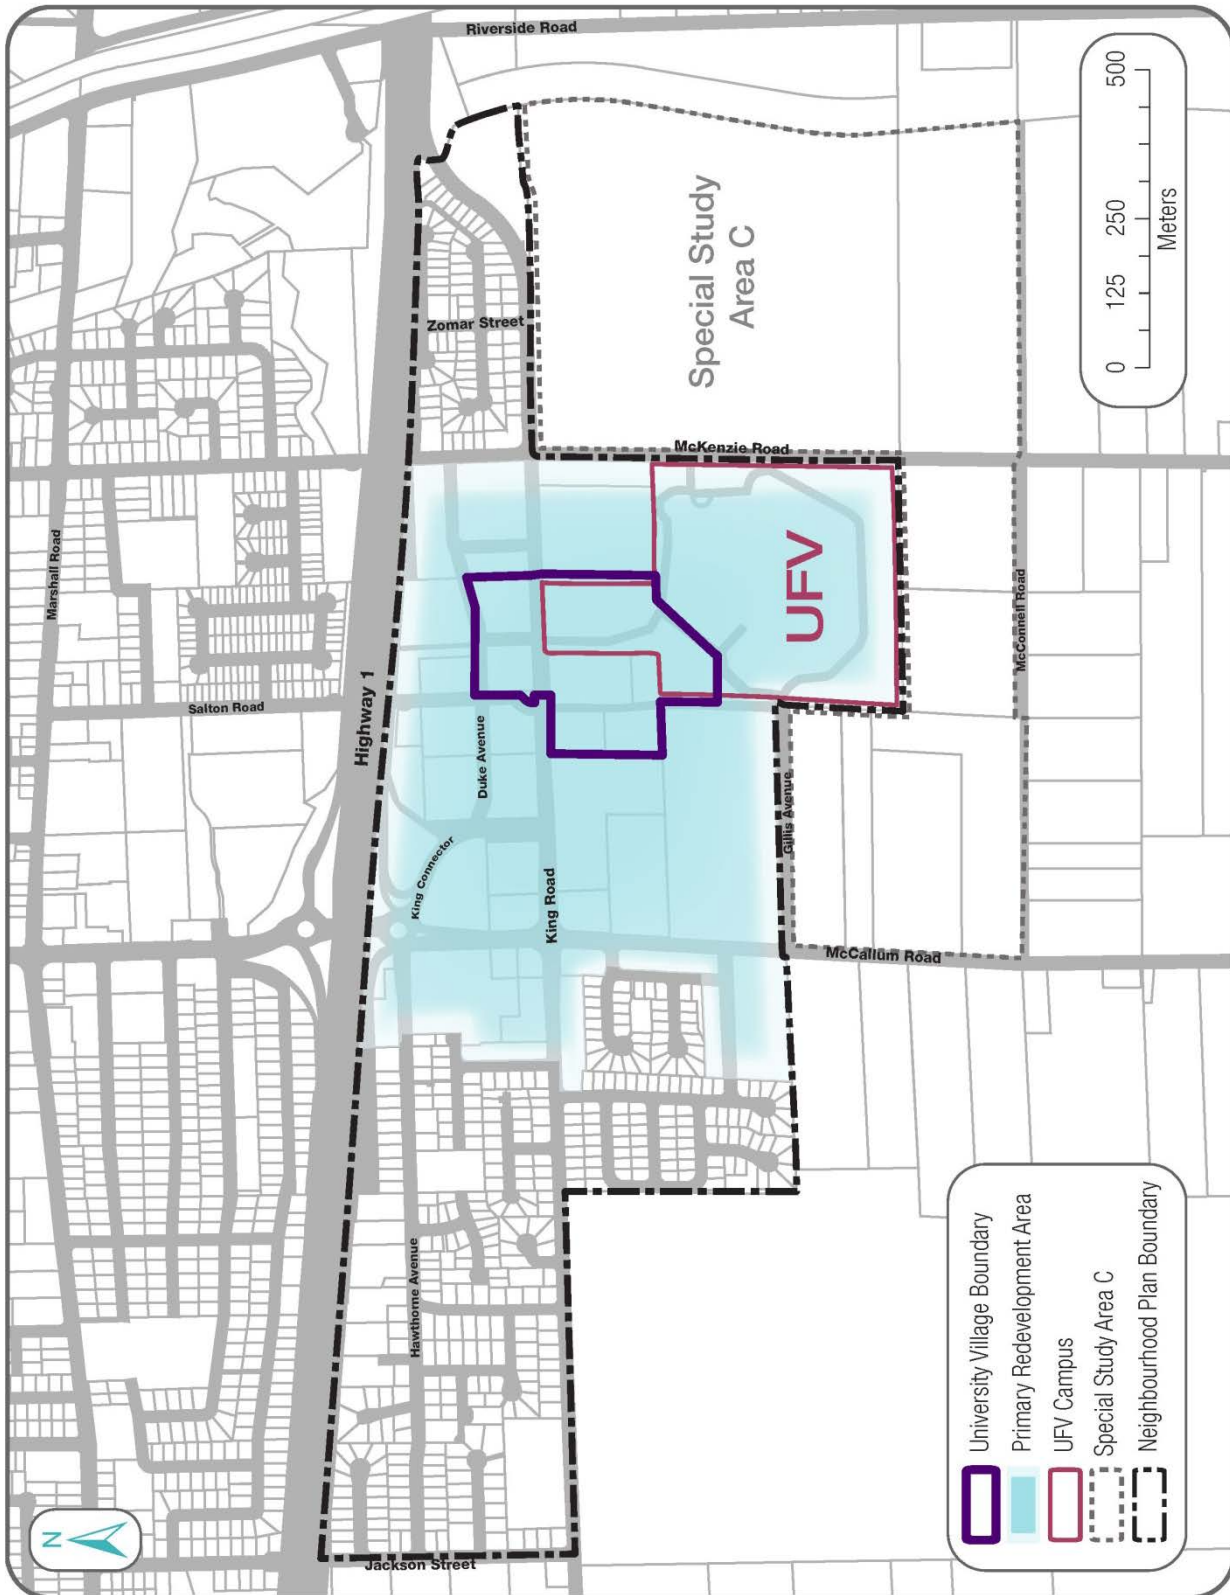 N
Riverside Road
Marshall Road
Highway 1
Salton Road
Zomar Street
Special Study
Area C
McKenzie Road
UFV
McConnell Road
Duke Avenue
King Connector
King Road
Gillis Avenue
McCallum Road
Hawthorne Avenue
Jackson Street
University Village Boundary
Primary Redevelopment Area
UFV Campus
Special Study Area C
Neighbourhood Plan Boundary
0 125 250 500
Meters